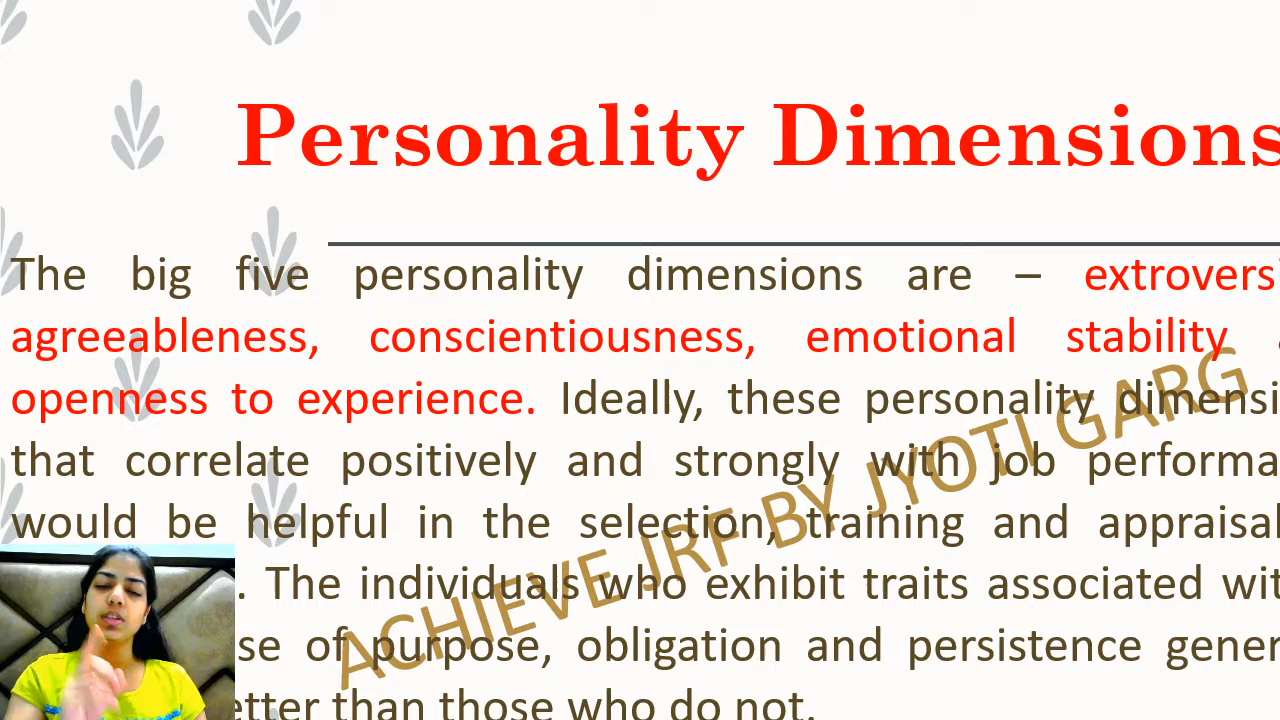 Personality Dimensions
The big five personality dimensions are – extrovers
agreeableness, conscientiousness, emotional stability
openness to experience. Ideally, these personality dimensi
that correlate positively and strongly with job performa
would be helpful in the selection, training and appraisal
. The individuals who exhibit traits associated wit
se of purpose, obligation and persistence gener
etter than those who do not.
ACHIEVE JRF BY JYOTI GARG